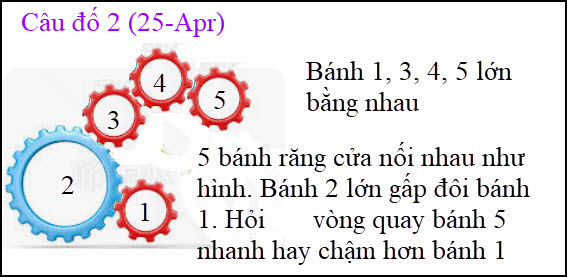 Câu đố 2 (25-Apr)
Bánh 1, 3, 4, 5 lớn
bằng nhau
4
5
3
2
1
5 bánh răng cửa nối nhau như
hình. Bánh 2 lớn gấp đôi bánh
1. Hỏi vòng quay bánh 5
nhanh hay chậm hơn bánh 1